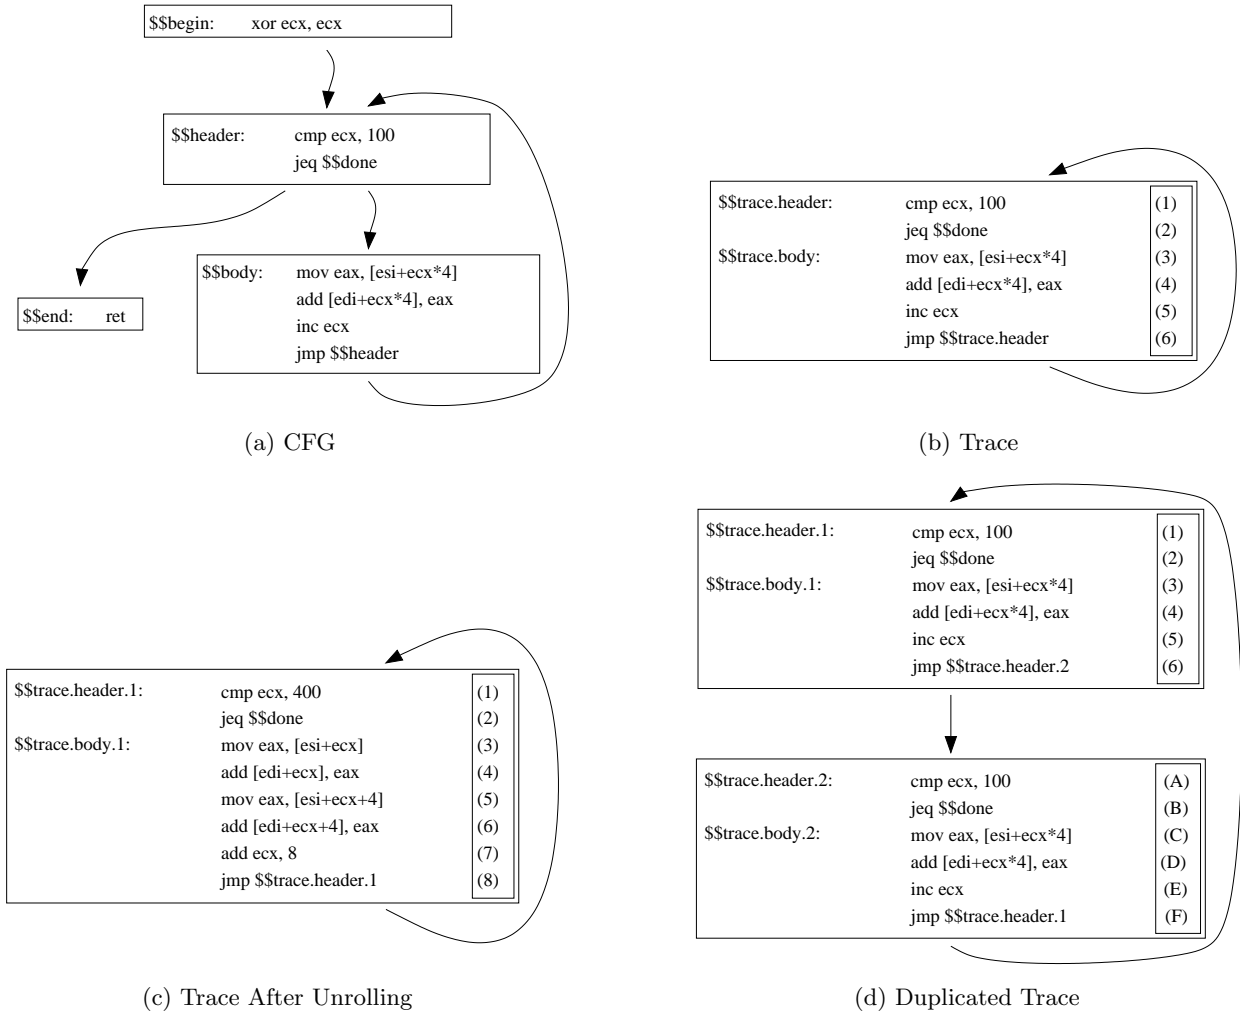 $$begin: xor ecx, ecx
$$header: cmp ecx, 100
jeq $$done
$$body: mov eax, [esi+ecx*4]
add [edi+ecx*4], eax
inc ecx
jmp $$header
$$end: ret
(a) CFG
$$trace.header: cmp ecx, 100 (1)
jeq $$done (2)
$$trace.body: mov eax, [esi+ecx*4] (3)
add [edi+ecx*4], eax (4)
inc ecx (5)
jmp $$trace.header (6)
(b) Trace
$$trace.header.1: cmp ecx, 400 (1)
jeq $$done (2)
$$trace.body.1: mov eax, [esi+ecx] (3)
add [edi+ecx], eax (4)
mov eax, [esi+ecx+4] (5)
add [edi+ecx+4], eax (6)
add ecx, 8 (7)
jmp $$trace.header.1 (8)
(c) Trace After Unrolling
$$trace.header.1: cmp ecx, 100 (1)
jeq $$done (2)
$$trace.body.1: mov eax, [esi+ecx*4] (3)
add [edi+ecx*4], eax (4)
inc ecx (5)
jmp $$trace.header.2 (6)
$$trace.header.2: cmp ecx, 100 (A)
jeq $$done (B)
$$trace.body.2: mov eax, [esi+ecx*4] (C)
add [edi+ecx*4], eax (D)
inc ecx (E)
jmp $$trace.header.1 (F)
(d) Duplicated Trace